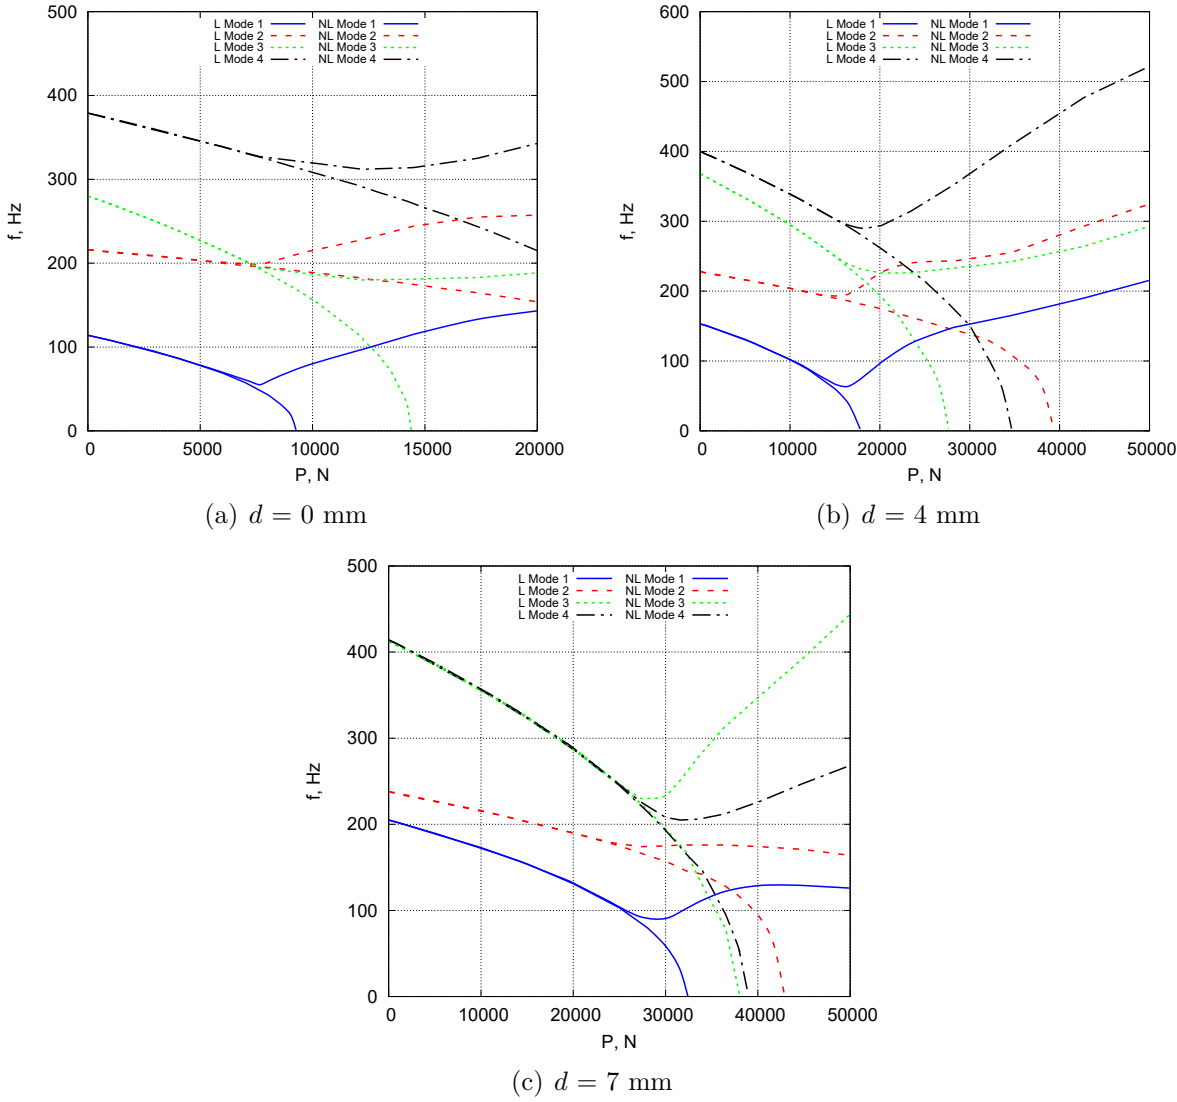 500
400
300
200
100
0
f, Hz
L Mode 1 NL Mode 1
L Mode 2 NL Mode 2
L Mode 3 NL Mode 3
L Mode 4 NL Mode 4
0 5000 10000 15000 20000
P, N
(a) d = 0 mm
600
500
400
300
200
100
0
f, Hz
L Mode 1 NL Mode 1
L Mode 2 NL Mode 2
L Mode 3 NL Mode 3
L Mode 4 NL Mode 4
0 10000 20000 30000 40000 50000
P, N
(b) d = 4 mm
500
400
300
200
100
0
f, Hz
L Mode 1 NL Mode 1
L Mode 2 NL Mode 2
L Mode 3 NL Mode 3
L Mode 4 NL Mode 4
0 10000 20000 30000 40000 50000
P, N
(c) d = 7 mm